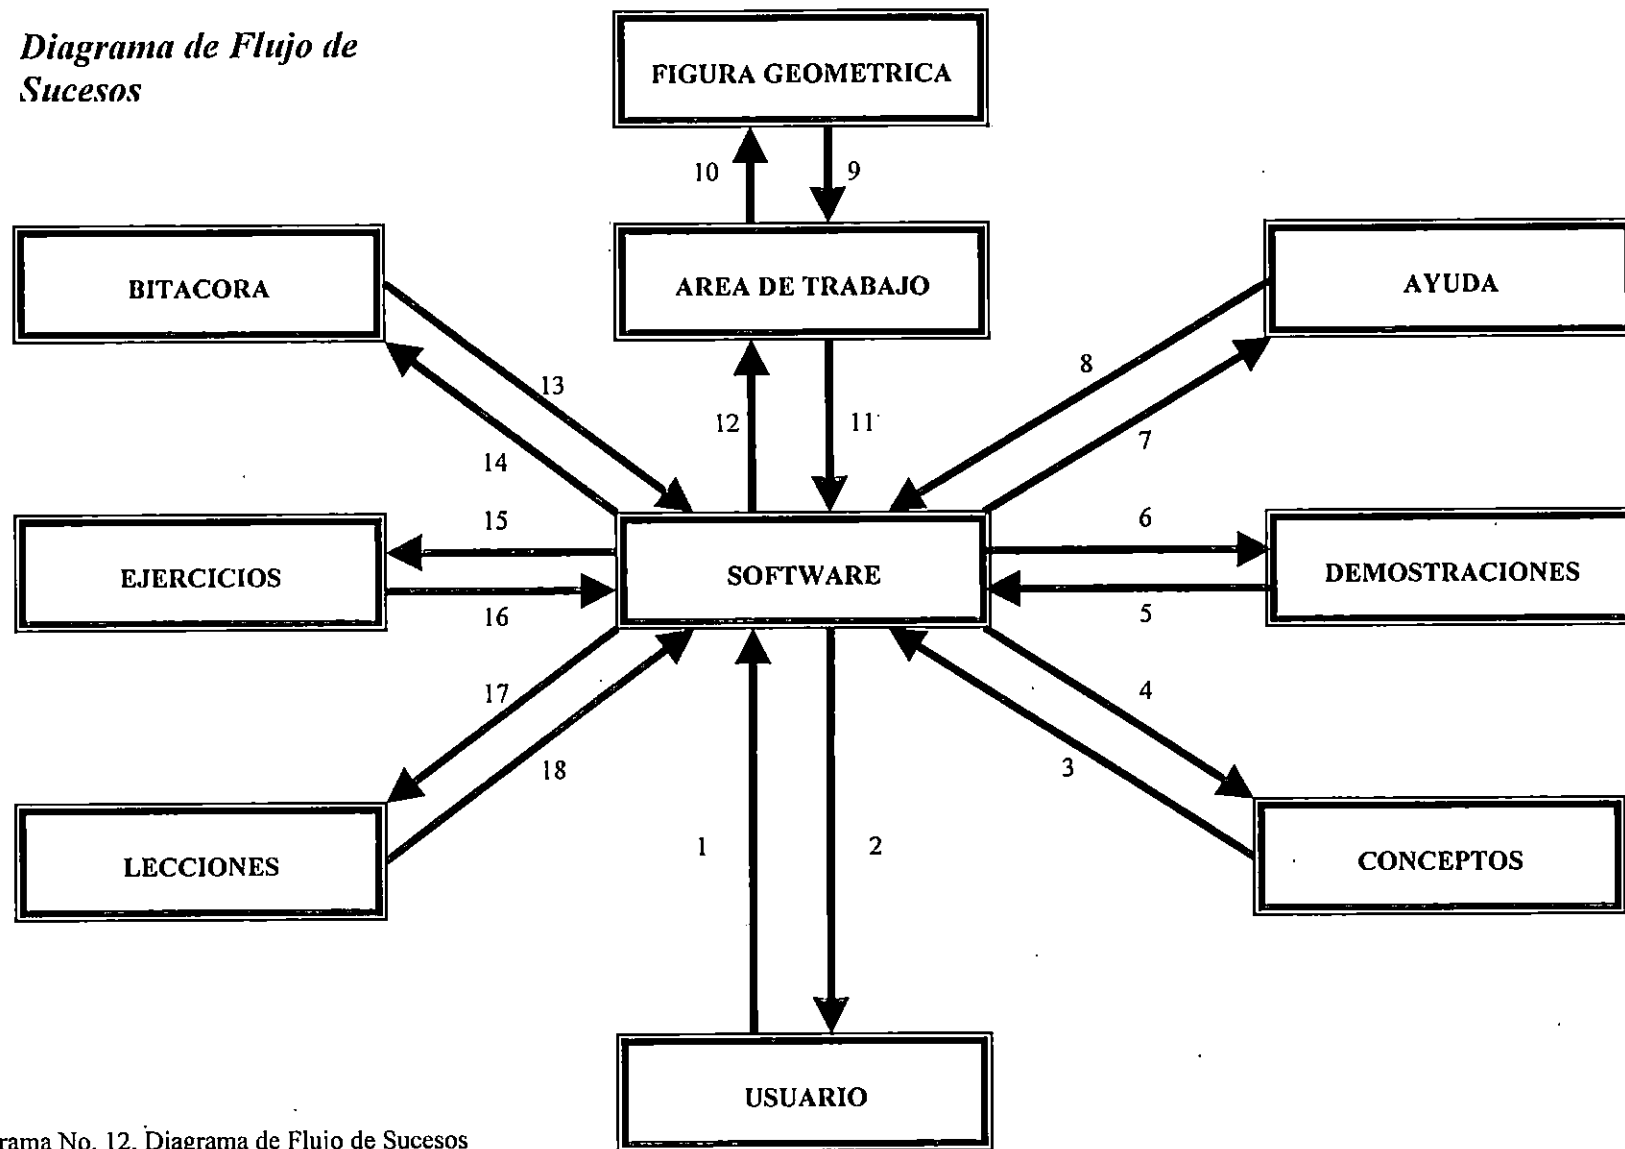 Diagrama de Flujo de
Sucesos
FIGURA GEOMETRICA
10
9
BITACORA
AREA DE TRABAJO
AYUDA
13
12
11
8
7
14
15
6
EJERCICIOS
SOFTWARE
DEMOSTRACIONES
16
5
17
4
18
3
LECCIONES
1
2
CONCEPTOS
USUARIO
rama No. 12. Diagrama de Flujo de Sucesos